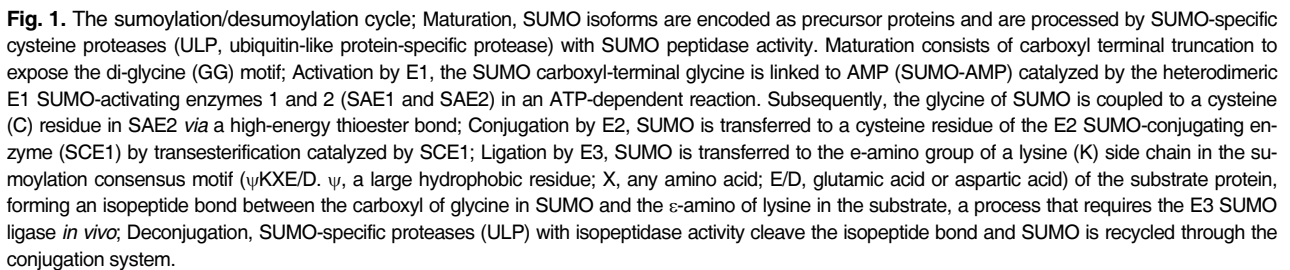 Fig. 1. The sumoylation/desumoylation cycle; Maturation, SUMO isoforms are encoded as precursor proteins and are processed by SUMO-specific
cysteine proteases (ULP, ubiquitin-like protein-specific protease) with SUMO peptidase activity. Maturation consists of carboxyl terminal truncation to
expose the di-glycine (GG) motif; Activation by E1, the SUMO carboxyl-terminal glycine is linked to AMP (SUMO-AMP) catalyzed by the heterodimeric
E1 SUMO-activating enzymes 1 and 2 (SAE1 and SAE2) in an ATP-dependent reaction. Subsequently, the glycine of SUMO is coupled to a cysteine
(C) residue in SAE2 via a high-energy thioester bond; Conjugation by E2, SUMO is transferred to a cysteine residue of the E2 SUMO-conjugating en-
zyme (SCE1) by transesterification catalyzed by SCE1; Ligation by E3, SUMO is transferred to the e-amino group of a lysine (K) side chain in the su-
moylation consensus motif (ψKXE/D. ψ, a large hydrophobic residue; X, any amino acid; E/D, glutamic acid or aspartic acid) of the substrate protein,
forming an isopeptide bond between the carboxyl of glycine in SUMO and the ε-amino of lysine in the substrate, a process that requires the E3 SUMO
ligase in vivo; Deconjugation, SUMO-specific proteases (ULP) with isopeptidase activity cleave the isopeptide bond and SUMO is recycled through the
conjugation system.